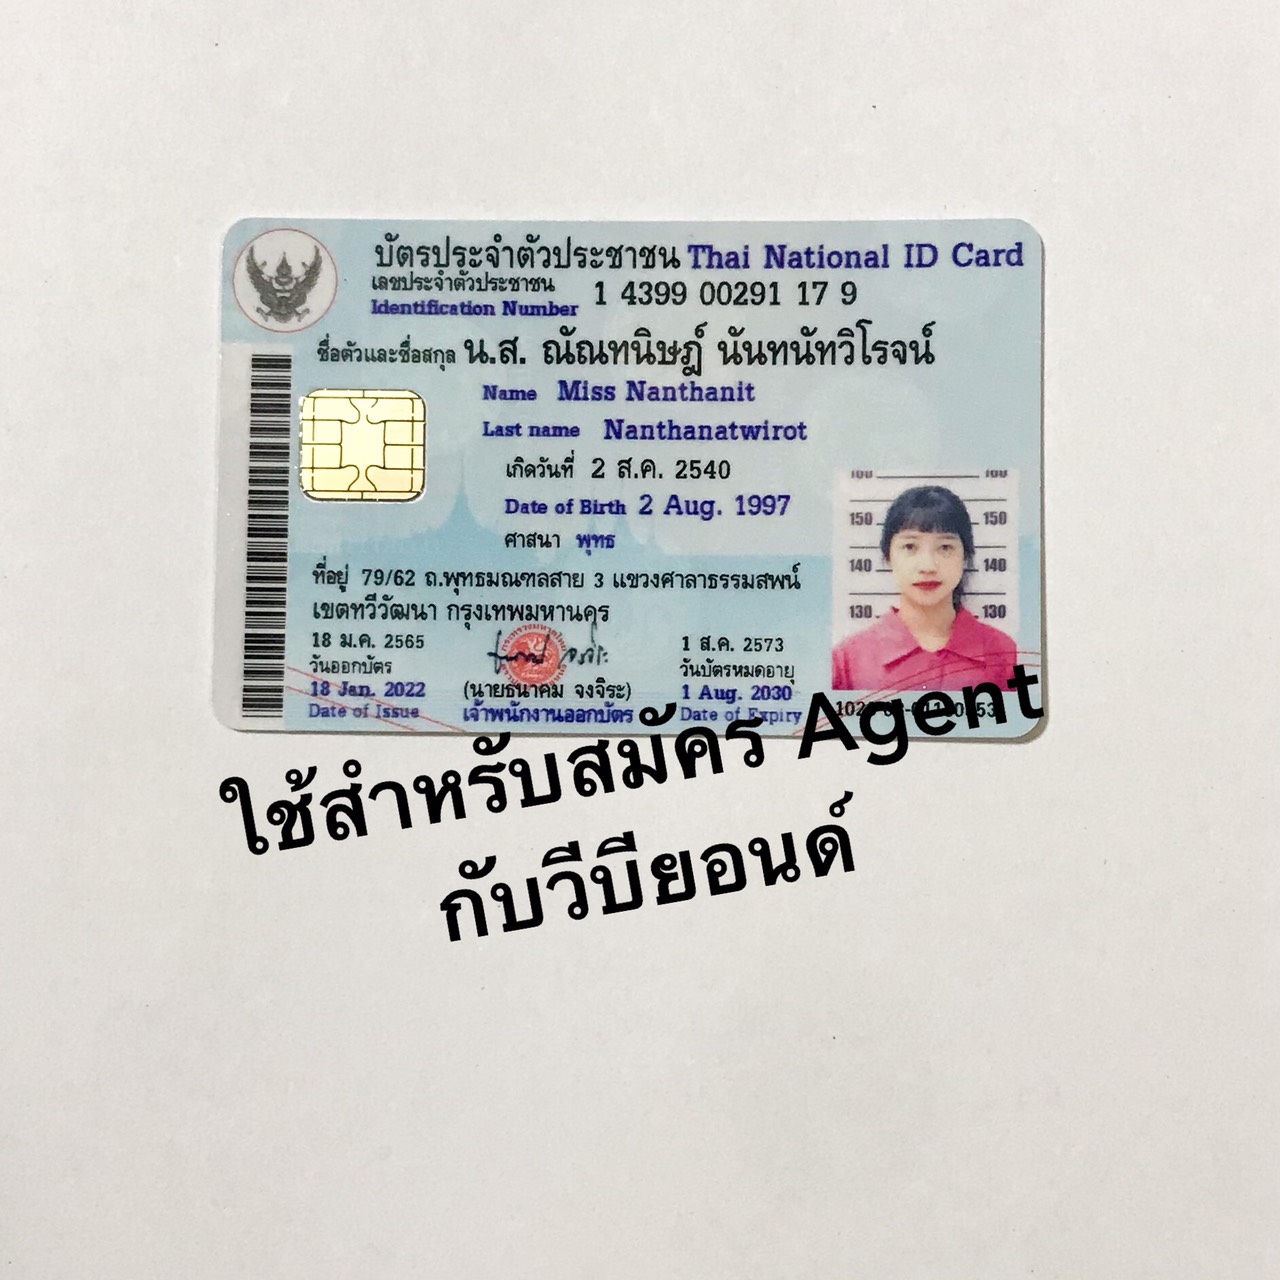 บัตรประจำตัวประชาชน Thai National ID Card
เลขประจำตัวประชาชน
Identification Number
1 4399 00291 17 9
ชื่อตัวและชื่อสกุล น.ส. ณัณทนิษฎ์ นันทนัทวิโรจน์
Name Miss Nanthanit
Last name Nanthanatwirot
เกิดวันที่ 2 ส.ค. 2540
Date of Birth 2 Aug. 1997
ศาสนา พุทธ
ที่อยู่ 79/62 ถ.พุทธมณฑลสาย 3 แขวงศาลาธรรมสพน์
เขตทวีวัฒนา กรุงเทพมหานคร
150 150
140 140
130 130
18 ม.ค. 2565
วันออกบัตร
18 Jan. 2022
Date of Issue
(นายธนาคม จงจิระ)
เจ้าพนักงานออกบัตร
1 ส.ค. 2573
วันบัตรหมดอายุ
1 Aug. 2030
Date of Expiry
ใช้สำหรับสมัคร Agent
กับวีบียอนด์